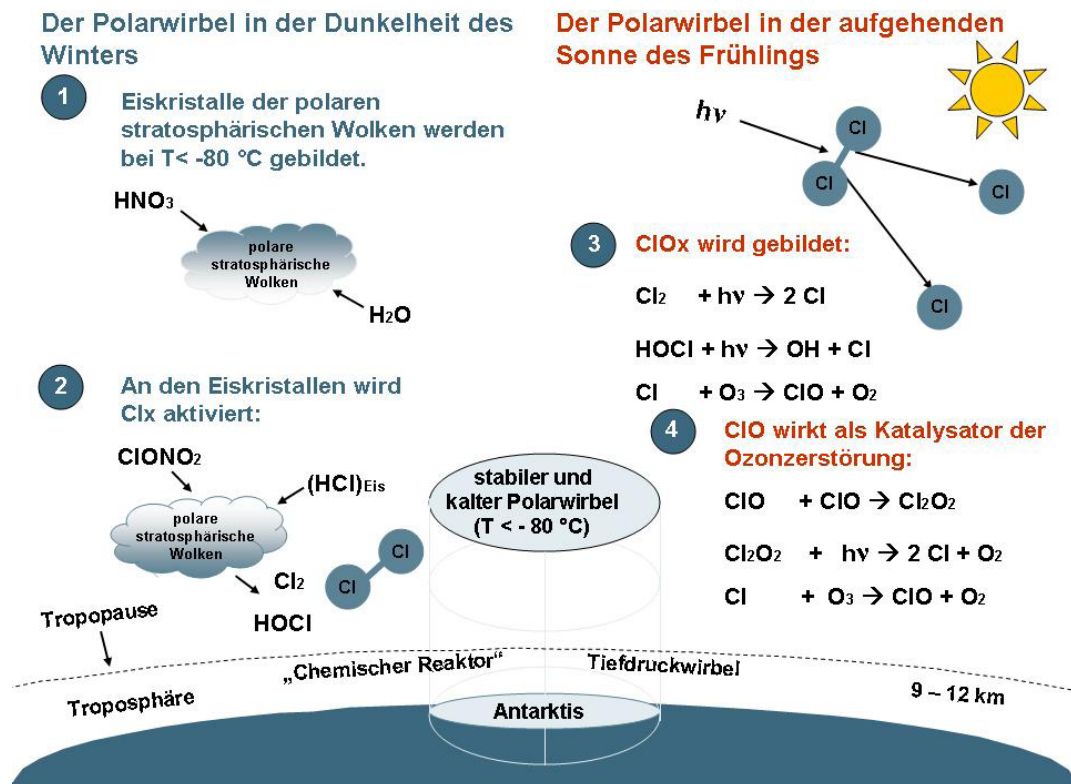 Der Polarwirbel in der Dunkelheit des
Winters
1
Eiskristalle der polaren
stratosphärischen Wolken werden
bei T< -80 °C gebildet.
HNO₃
polare
stratosphärische
Wolken
H₂O
2
An den Eiskristallen wird
Clx aktiviert:
ClONO₂
(HCl)Eis
polare
stratosphärische
Wolken
Cl₂
HOCl
Cl
Cl
Der Polarwirbel in der aufgehenden
Sonne des Frühlings
hν
Cl
Cl
Cl
Cl
3
ClOx wird gebildet:
Cl₂ + hν → 2 Cl
HOCl + hν → OH + Cl
Cl + O₃ → ClO + O₂
4
ClO wirkt als Katalysator der
Ozonzerstörung:
ClO + ClO → Cl₂O₂
Cl₂O₂ + hν → 2 Cl + O₂
Cl + O₃ → ClO + O₂
stabiler und
kalter Polarwirbel
(T < - 80 °C)
Tropopause
Troposphäre
„Chemischer Reaktor“
Tiefdruckwirbel
9 – 12 km
Antarktis